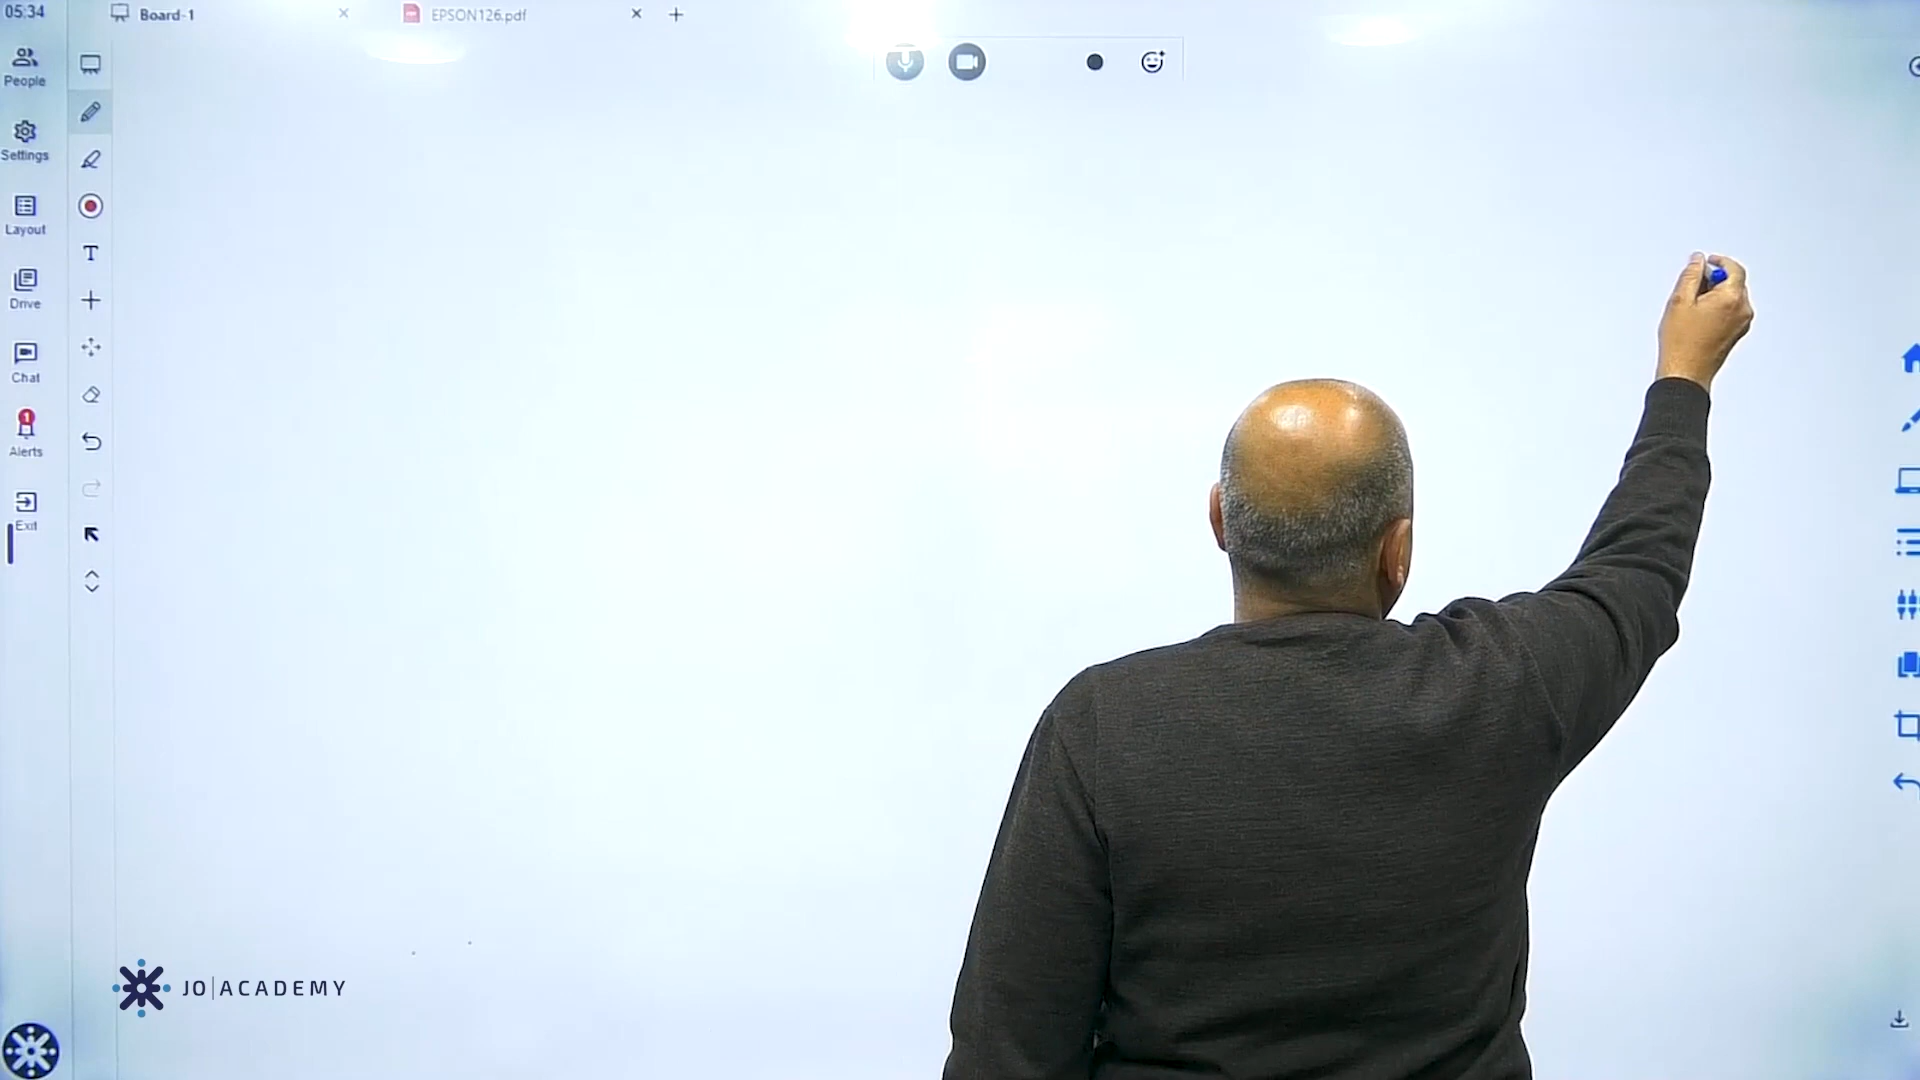 05:34
Board-1
EPSON126.pdf
People
Settings
Layout
Drive
Chat
1
Alerts
Exit
T
JO|ACADEMY